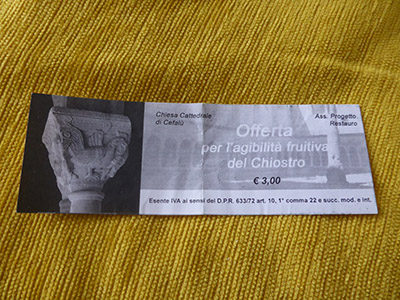 Chiesa Cattedrale
di Cefalù
Ass. Progetto
Restauro
Offerta
per l'agibilità fruitiva
del Chiostro
€ 3,00
Esente IVA ai sensi del D.P.R. 633/72 art. 10, 1° comma 22 e succ. mod. e int.